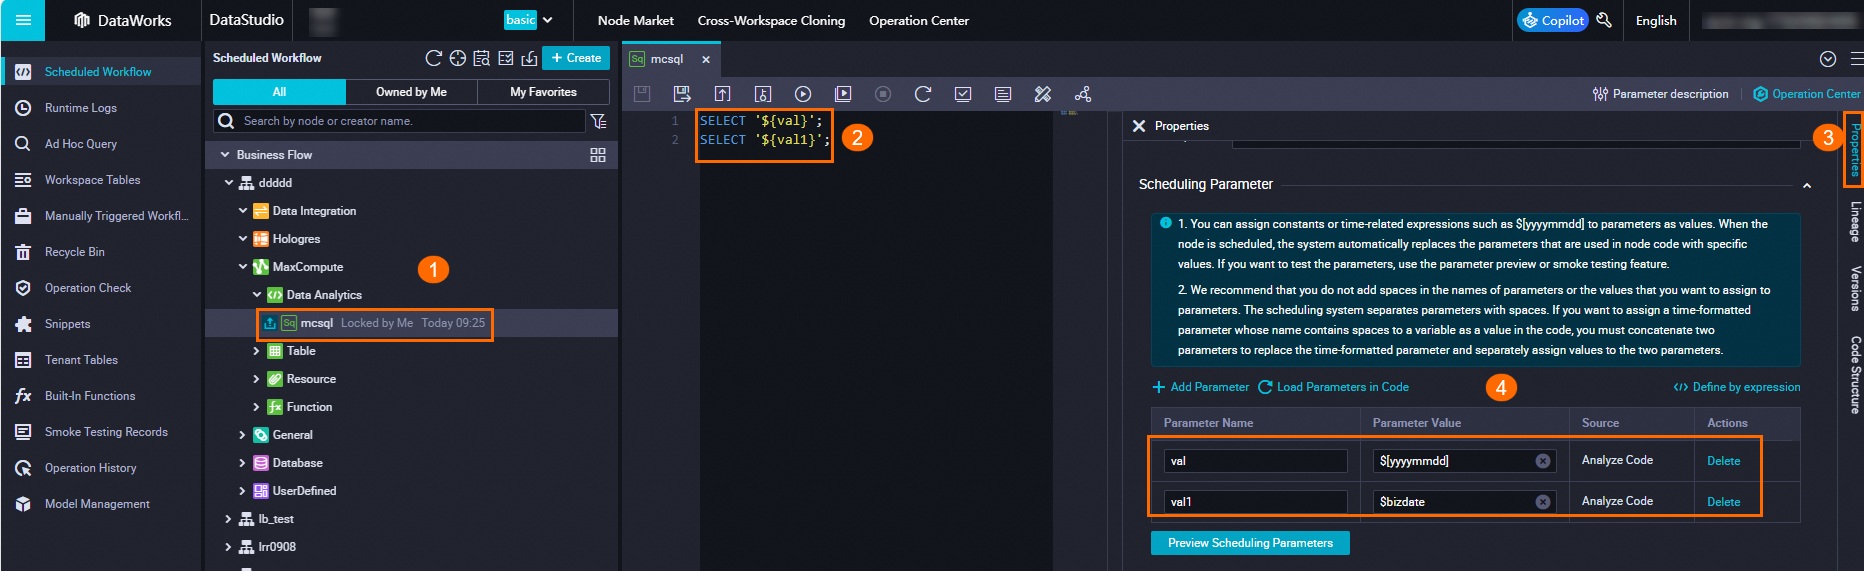 DataWorks
DataStudio
basic
Node Market
Cross-Workspace Cloning
Operation Center
Copilot
English
Scheduled Workflow
Runtime Logs
Ad Hoc Query
Workspace Tables
Manually Triggered Workfl...
Recycle Bin
Operation Check
Snippets
Tenant Tables
Built-In Functions
Smoke Testing Records
Operation History
Model Management
Scheduled Workflow
+ Create
All
Owned by Me
My Favorites
Search by node or creator name.
Business Flow
ddddd
Data Integration
Hologres
MaxCompute
1
Data Analytics
Sq mcsql Locked by Me Today 09:25
Table
Resource
Function
General
Database
UserDefined
lb_test
lrr0908
Sq mcsql
Parameter description
Operation Center
1 SELECT '${val}';
2 SELECT '${val1}';
2
Properties
Scheduling Parameter
1. You can assign constants or time-related expressions such as $[yyyymmdd] to parameters as values. When the
node is scheduled, the system automatically replaces the parameters that are used in node code with specific
values. If you want to test the parameters, use the parameter preview or smoke testing feature.
2. We recommend that you do not add spaces in the names of parameters or the values that you want to assign to
parameters. The scheduling system separates parameters with spaces. If you want to assign a time-formatted
parameter whose name contains spaces to a variable as a value in the code, you must concatenate two
parameters to replace the time-formatted parameter and separately assign values to the two parameters.
+ Add Parameter
Load Parameters in Code
4
Define by expression
Parameter Name Parameter Value Source Actions
val $[yyyymmdd] Analyze Code Delete
val1 $bizdate Analyze Code Delete
Preview Scheduling Parameters
3
Properties
Lineage
Versions
Code Structure